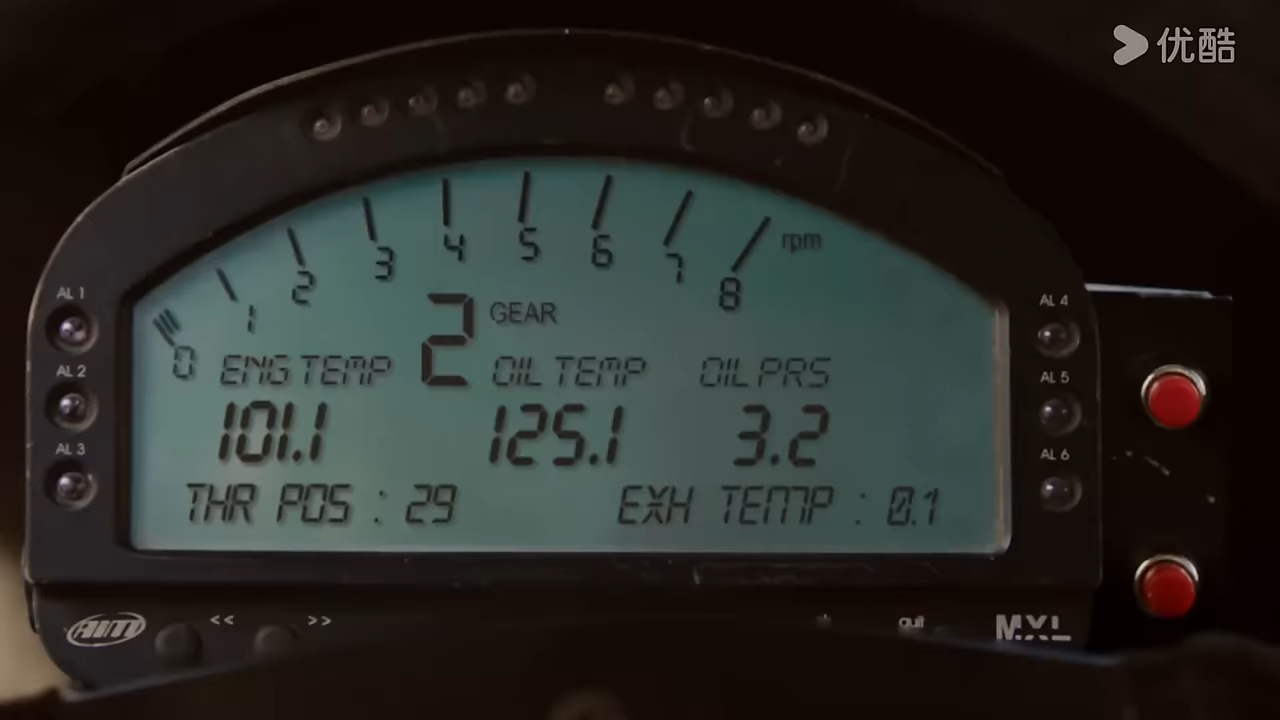 优酷
4 5 6
3 7
rpm
2 8
1
0
GEAR
2
AL 1
AL 2
AL 3
AL 4
AL 5
AL 6
ENG TEMP OIL TEMP OIL PRS
101.1 125.1 3.2
THR POS : 29 EXH TEMP : 0.1
AIM << >> + quit MXL